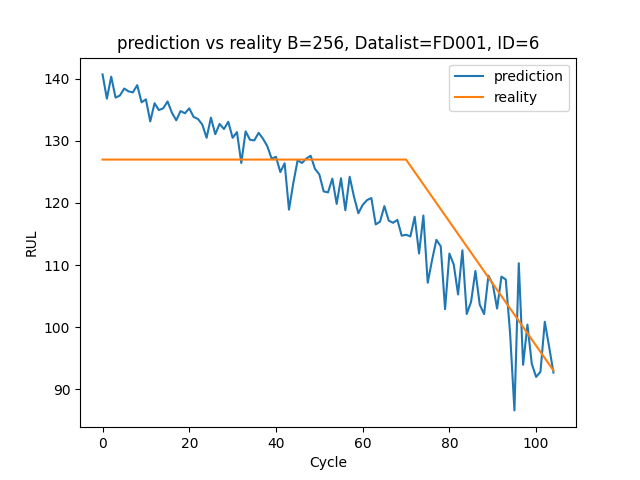 prediction vs reality B=256, Datalist=FD001, ID=6
prediction
reality
RUL
140
130
120
110
100
90
0 20 40 60 80 100
Cycle